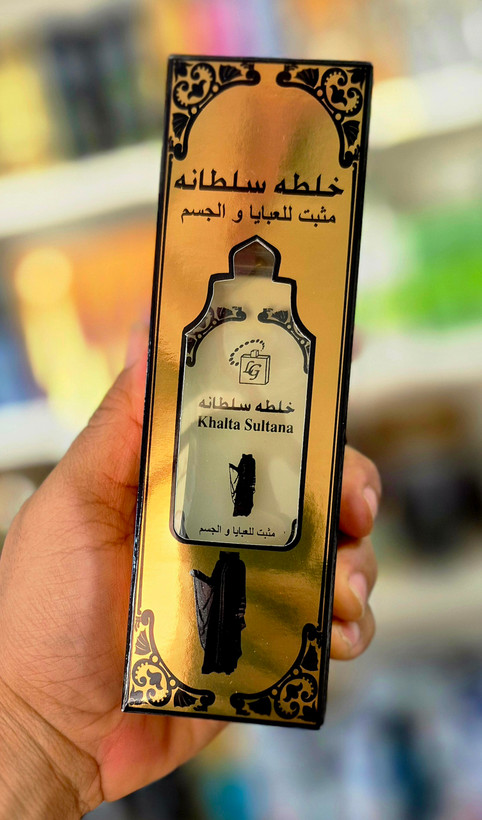 خلطه سلطانه
مثبت للعبايا و الجسم
LG
خلطه سلطانه
Khalta Sultana
مثبت للعبايا و الجسم